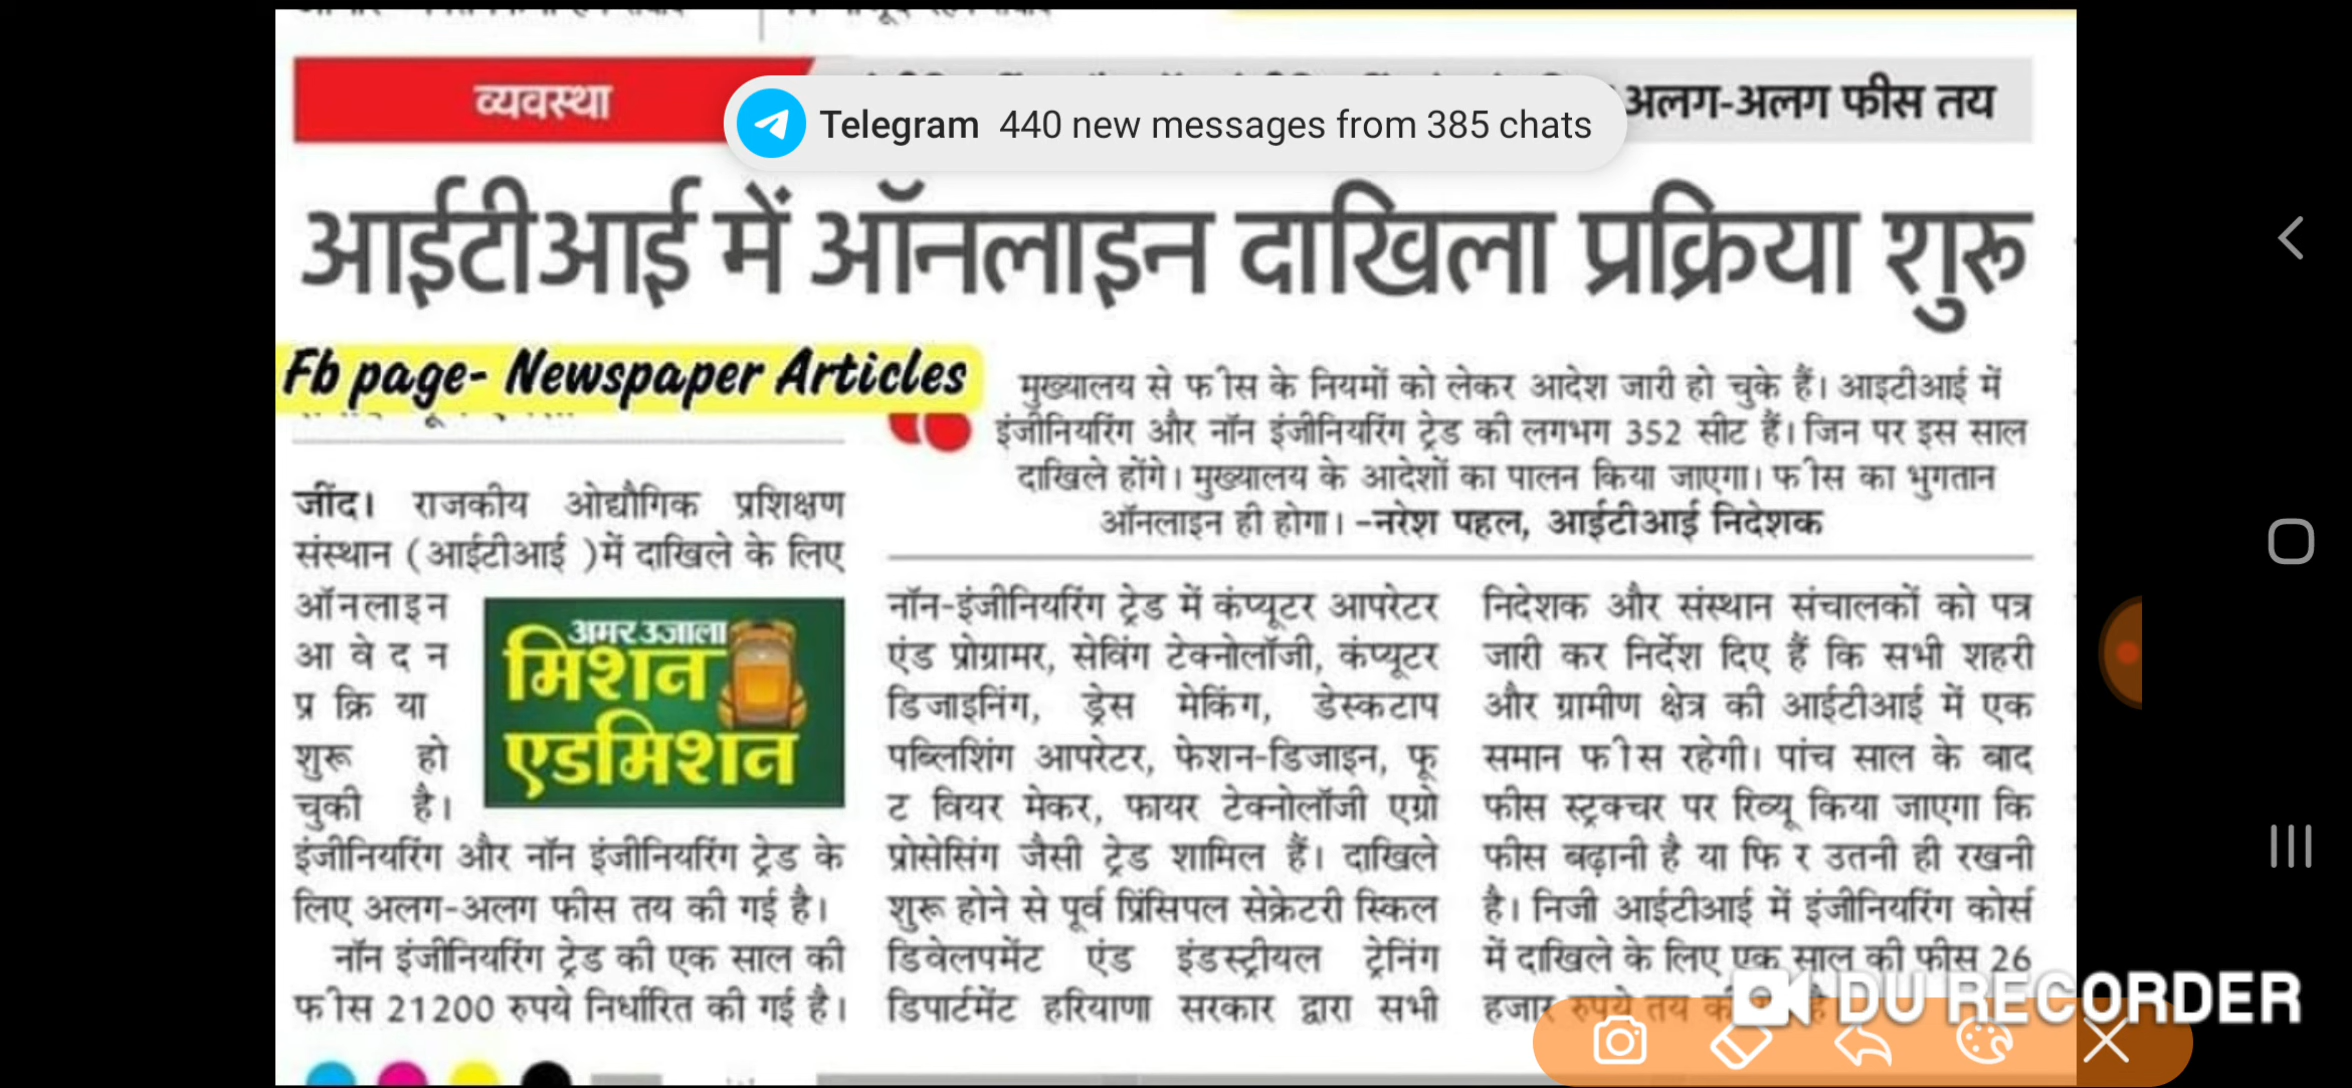 व्यवस्था
अलग-अलग फीस तय
Telegram 440 new messages from 385 chats
आईटीआई में ऑनलाइन दाखिला प्रक्रिया शुरू
Fb page- Newspaper Articles
मुख्यालय से फीस के नियमों को लेकर आदेश जारी हो चुके हैं। आइटीआई में
इंजीनियरिंग और नॉन इंजीनियरिंग ट्रेड की लगभग 352 सीट हैं। जिन पर इस साल
दाखिले होंगे। मुख्यालय के आदेशों का पालन किया जाएगा। फीस का भुगतान
ऑनलाइन ही होगा। -नरेश पहल, आईटीआई निदेशक
जींद। राजकीय ओद्यौगिक प्रशिक्षण
संस्थान (आईटीआई )में दाखिले के लिए
ऑनलाइन
आ वे द न
प्र क्रि या
शुरू हो
चुकी है।
अमर उजाला
मिशन
एडमिशन
इंजीनियरिंग और नॉन इंजीनियरिंग ट्रेड के
लिए अलग-अलग फीस तय की गई है।
नॉन इंजीनियरिंग ट्रेड की एक साल की
फीस 21200 रुपये निर्धारित की गई है।
नॉन-इंजीनियरिंग ट्रेड में कंप्यूटर आपरेटर
एंड प्रोग्रामर, सेविंग टेक्नोलॉजी, कंप्यूटर
डिजाइनिंग, ड्रेस मेकिंग, डेस्कटाप
पब्लिशिंग आपरेटर, फेशन-डिजाइन, फू
ट वियर मेकर, फायर टेक्नोलॉजी एग्रो
प्रोसेसिंग जैसी ट्रेड शामिल हैं। दाखिले
शुरू होने से पूर्व प्रिंसिपल सेक्रेटरी स्किल
डिवेलपमेंट एंड इंडस्ट्रीयल ट्रेनिंग
डिपार्टमेंट हरियाणा सरकार द्वारा सभी
निदेशक और संस्थान संचालकों को पत्र
जारी कर निर्देश दिए हैं कि सभी शहरी
और ग्रामीण क्षेत्र की आईटीआई में एक
समान फीस रहेगी। पांच साल के बाद
फीस स्ट्रक्चर पर रिव्यू किया जाएगा कि
फीस बढ़ानी है या फि र उतनी ही रखनी
है। निजी आईटीआई में इंजीनियरिंग कोर्स
में दाखिले के लिए एक साल की फीस 26
हजार रुपये तय की है
DU RECORDER